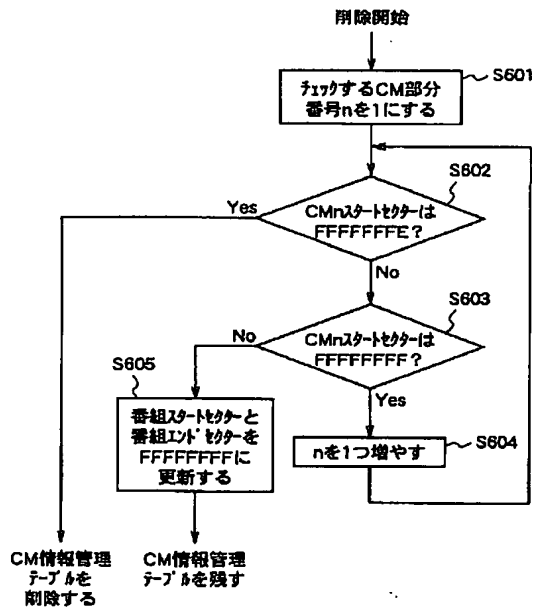 削除開始
S601
ﾁｪｯｸするCM部分
番号nを1にする
S602
CMnｽﾀｰﾄｾｸﾀｰは
FFFFFFFE?
Yes
No
S603
CMnｽﾀｰﾄｾｸﾀｰは
FFFFFFFF?
No
Yes
S605
番組ｽﾀｰﾄｾｸﾀｰと
番組ｴﾝﾄﾞｾｸﾀｰを
FFFFFFFFに
更新する
S604
nを1つ増やす
CM情報管理
ﾃｰﾌﾞﾙを
削除する
CM情報管理
ﾃｰﾌﾞﾙを残す